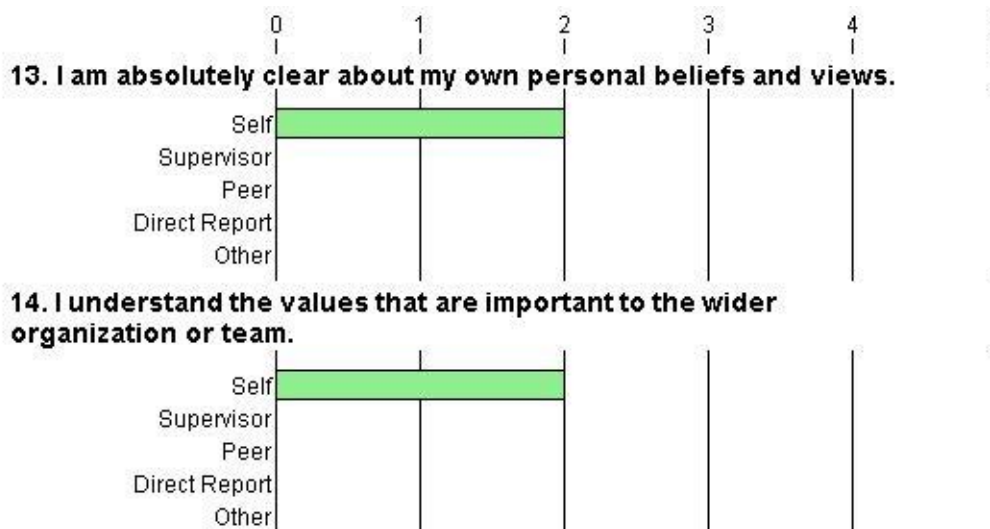 0 1 2 3 4
13. I am absolutely clear about my own personal beliefs and views.
Self
Supervisor
Peer
Direct Report
Other
14. I understand the values that are important to the wider
organization or team.
Self
Supervisor
Peer
Direct Report
Other